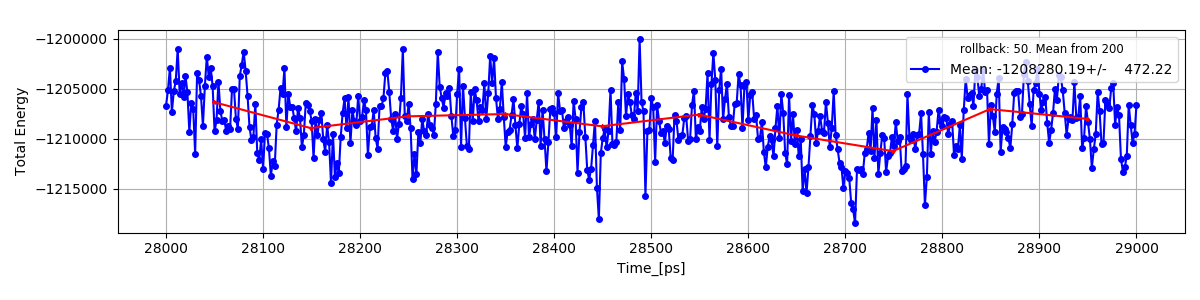 −1200000
−1205000
−1210000
−1215000
Total Energy
rollback: 50. Mean from 200
Mean: -1208280.19+/- 472.22
28000 28100 28200 28300 28400 28500 28600 28700 28800 28900 29000
Time_[ps]